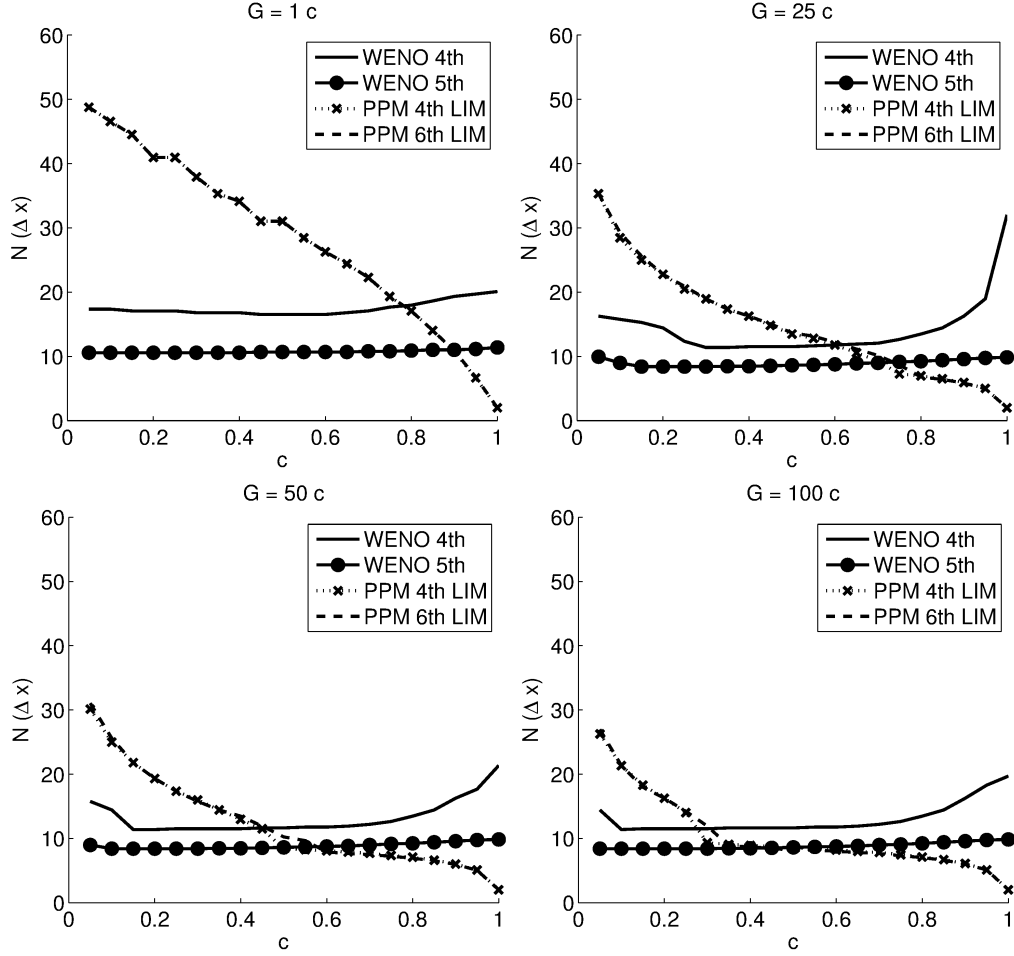 G = 1 c
60
50
40
30
20
10
0
N (Δ x)
WENO 4th
WENO 5th
PPM 4th LIM
PPM 6th LIM
0 0.2 0.4 0.6 0.8 1
c
G = 25 c
60
50
40
30
20
10
0
N (Δ x)
WENO 4th
WENO 5th
PPM 4th LIM
PPM 6th LIM
0 0.2 0.4 0.6 0.8 1
c
G = 50 c
60
50
40
30
20
10
0
N (Δ x)
WENO 4th
WENO 5th
PPM 4th LIM
PPM 6th LIM
0 0.2 0.4 0.6 0.8 1
c
G = 100 c
60
50
40
30
20
10
0
N (Δ x)
WENO 4th
WENO 5th
PPM 4th LIM
PPM 6th LIM
0 0.2 0.4 0.6 0.8 1
c